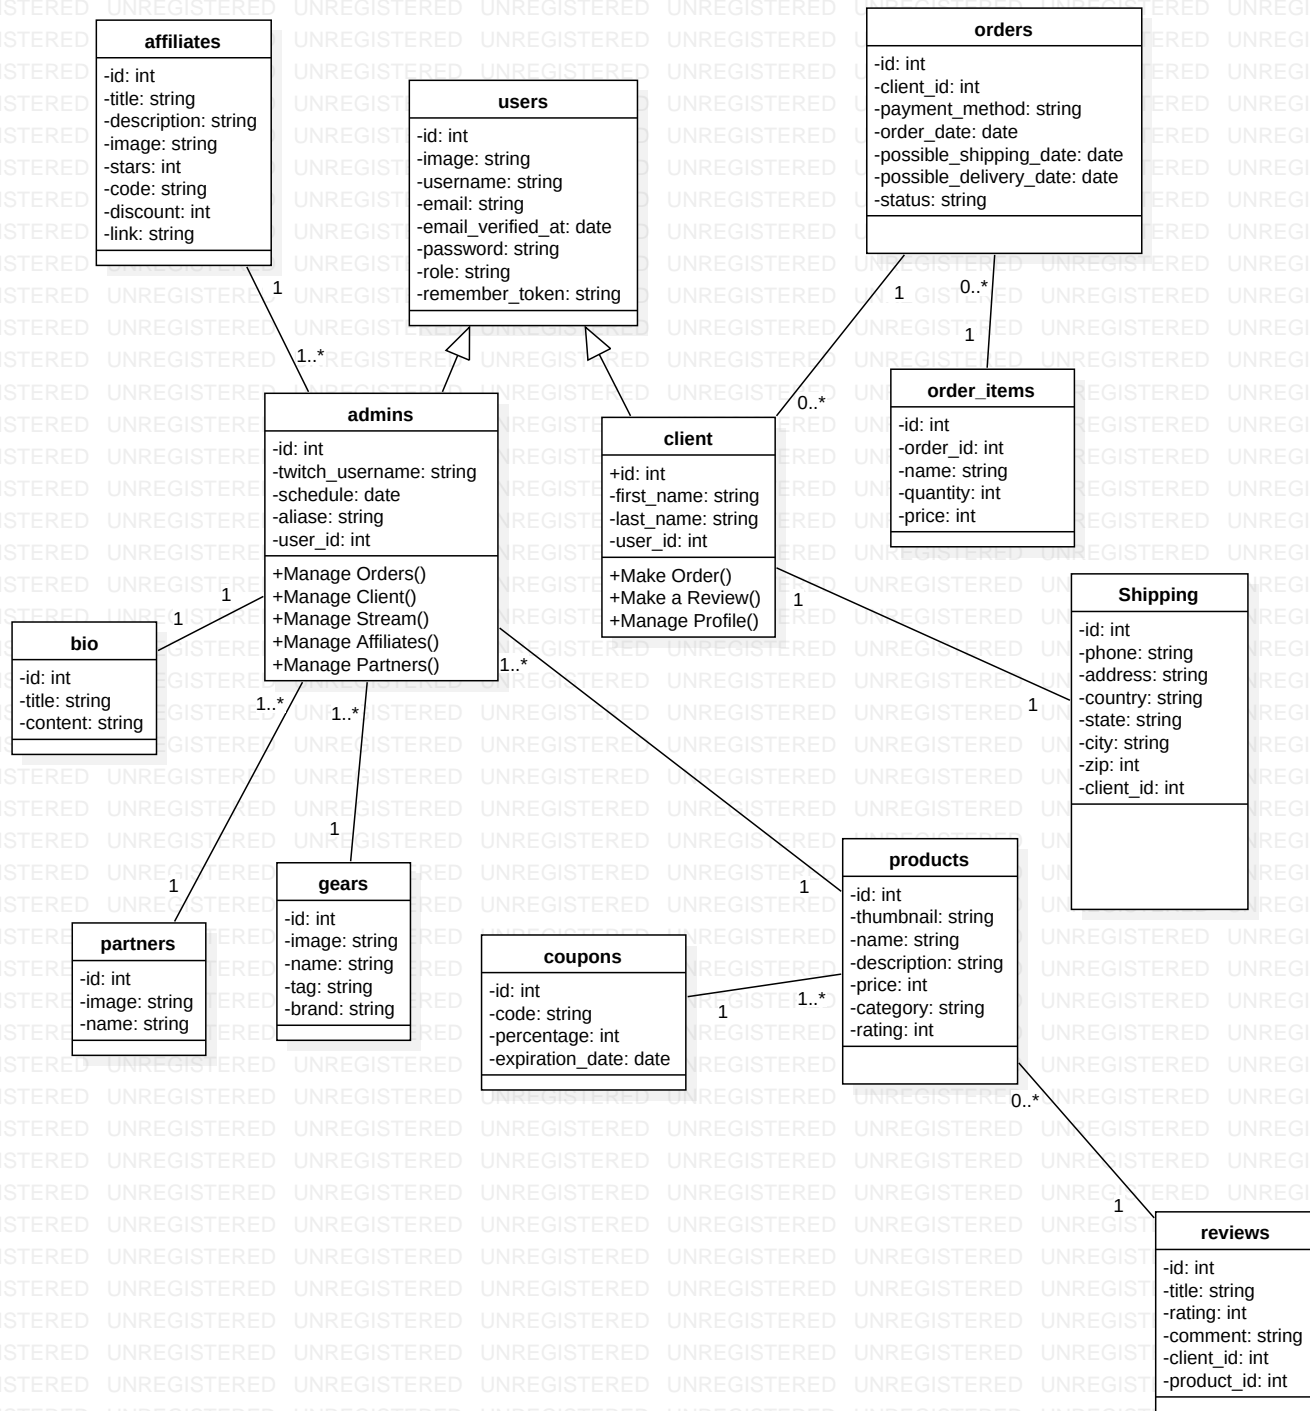 affiliates
-id: int
-title: string
-description: string
-image: string
-stars: int
-code: string
-discount: int
-link: string
users
-id: int
-image: string
-username: string
-email: string
-email_verified_at: date
-password: string
-role: string
-remember_token: string
orders
-id: int
-client_id: int
-payment_method: string
-order_date: date
-possible_shipping_date: date
-possible_delivery_date: date
-status: string
1
1..*
1
0..*
0..*
1
admins
-id: int
-twitch_username: string
-schedule: date
-aliase: string
-user_id: int
+Manage Orders()
+Manage Client()
+Manage Stream()
+Manage Affiliates()
+Manage Partners()
client
+id: int
-first_name: string
-last_name: string
-user_id: int
+Make Order()
+Make a Review()
+Manage Profile()
order_items
-id: int
-order_id: int
-name: string
-quantity: int
-price: int
1
1
bio
-id: int
-title: string
-content: string
1
1
Shipping
-id: int
-phone: string
-address: string
-country: string
-state: string
-city: string
-zip: int
-client_id: int
1..*
1..*
1..*
1
1
1
partners
-id: int
-image: string
-name: string
gears
-id: int
-image: string
-name: string
-tag: string
-brand: string
coupons
-id: int
-code: string
-percentage: int
-expiration_date: date
1
1..*
products
-id: int
-thumbnail: string
-name: string
-description: string
-price: int
-category: string
-rating: int
0..*
1
reviews
-id: int
-title: string
-rating: int
-comment: string
-client_id: int
-product_id: int
UNREGISTERED